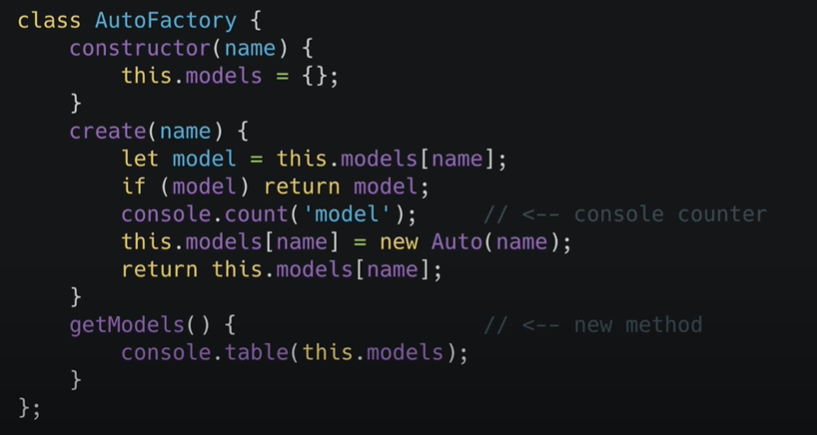 class AutoFactory {
    constructor(name) {
        this.models = {};
    }
    create(name) {
        let model = this.models[name];
        if (model) return model;
        console.count('model');     // <-- console counter
        this.models[name] = new Auto(name);
        return this.models[name];
    }
    getModels() {                   // <-- new method
        console.table(this.models);
    }
};